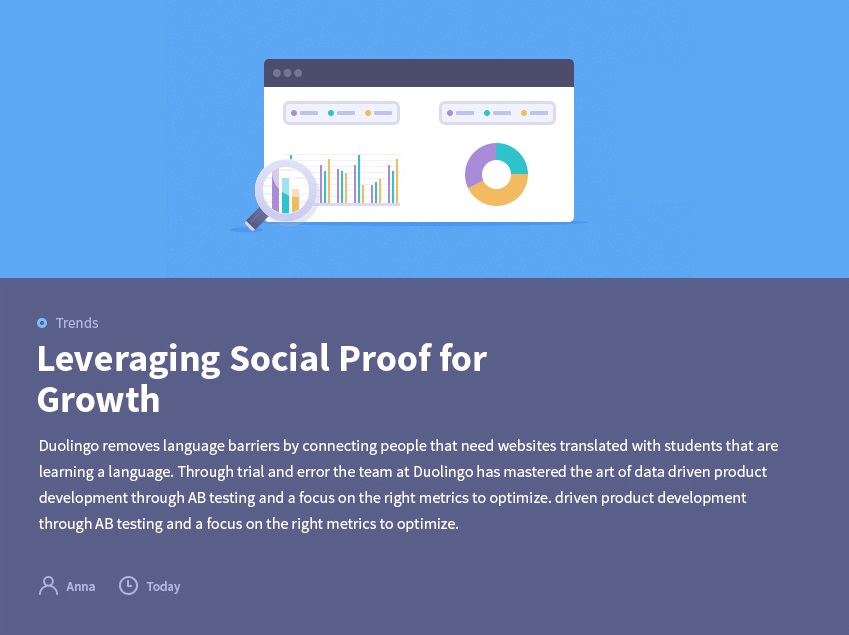 Trends
Leveraging Social Proof for
Growth
Duolingo removes language barriers by connecting people that need websites translated with students that are
learning a language. Through trial and error the team at Duolingo has mastered the art of data driven product
development through AB testing and a focus on the right metrics to optimize. driven product development
through AB testing and a focus on the right metrics to optimize.
Anna Today